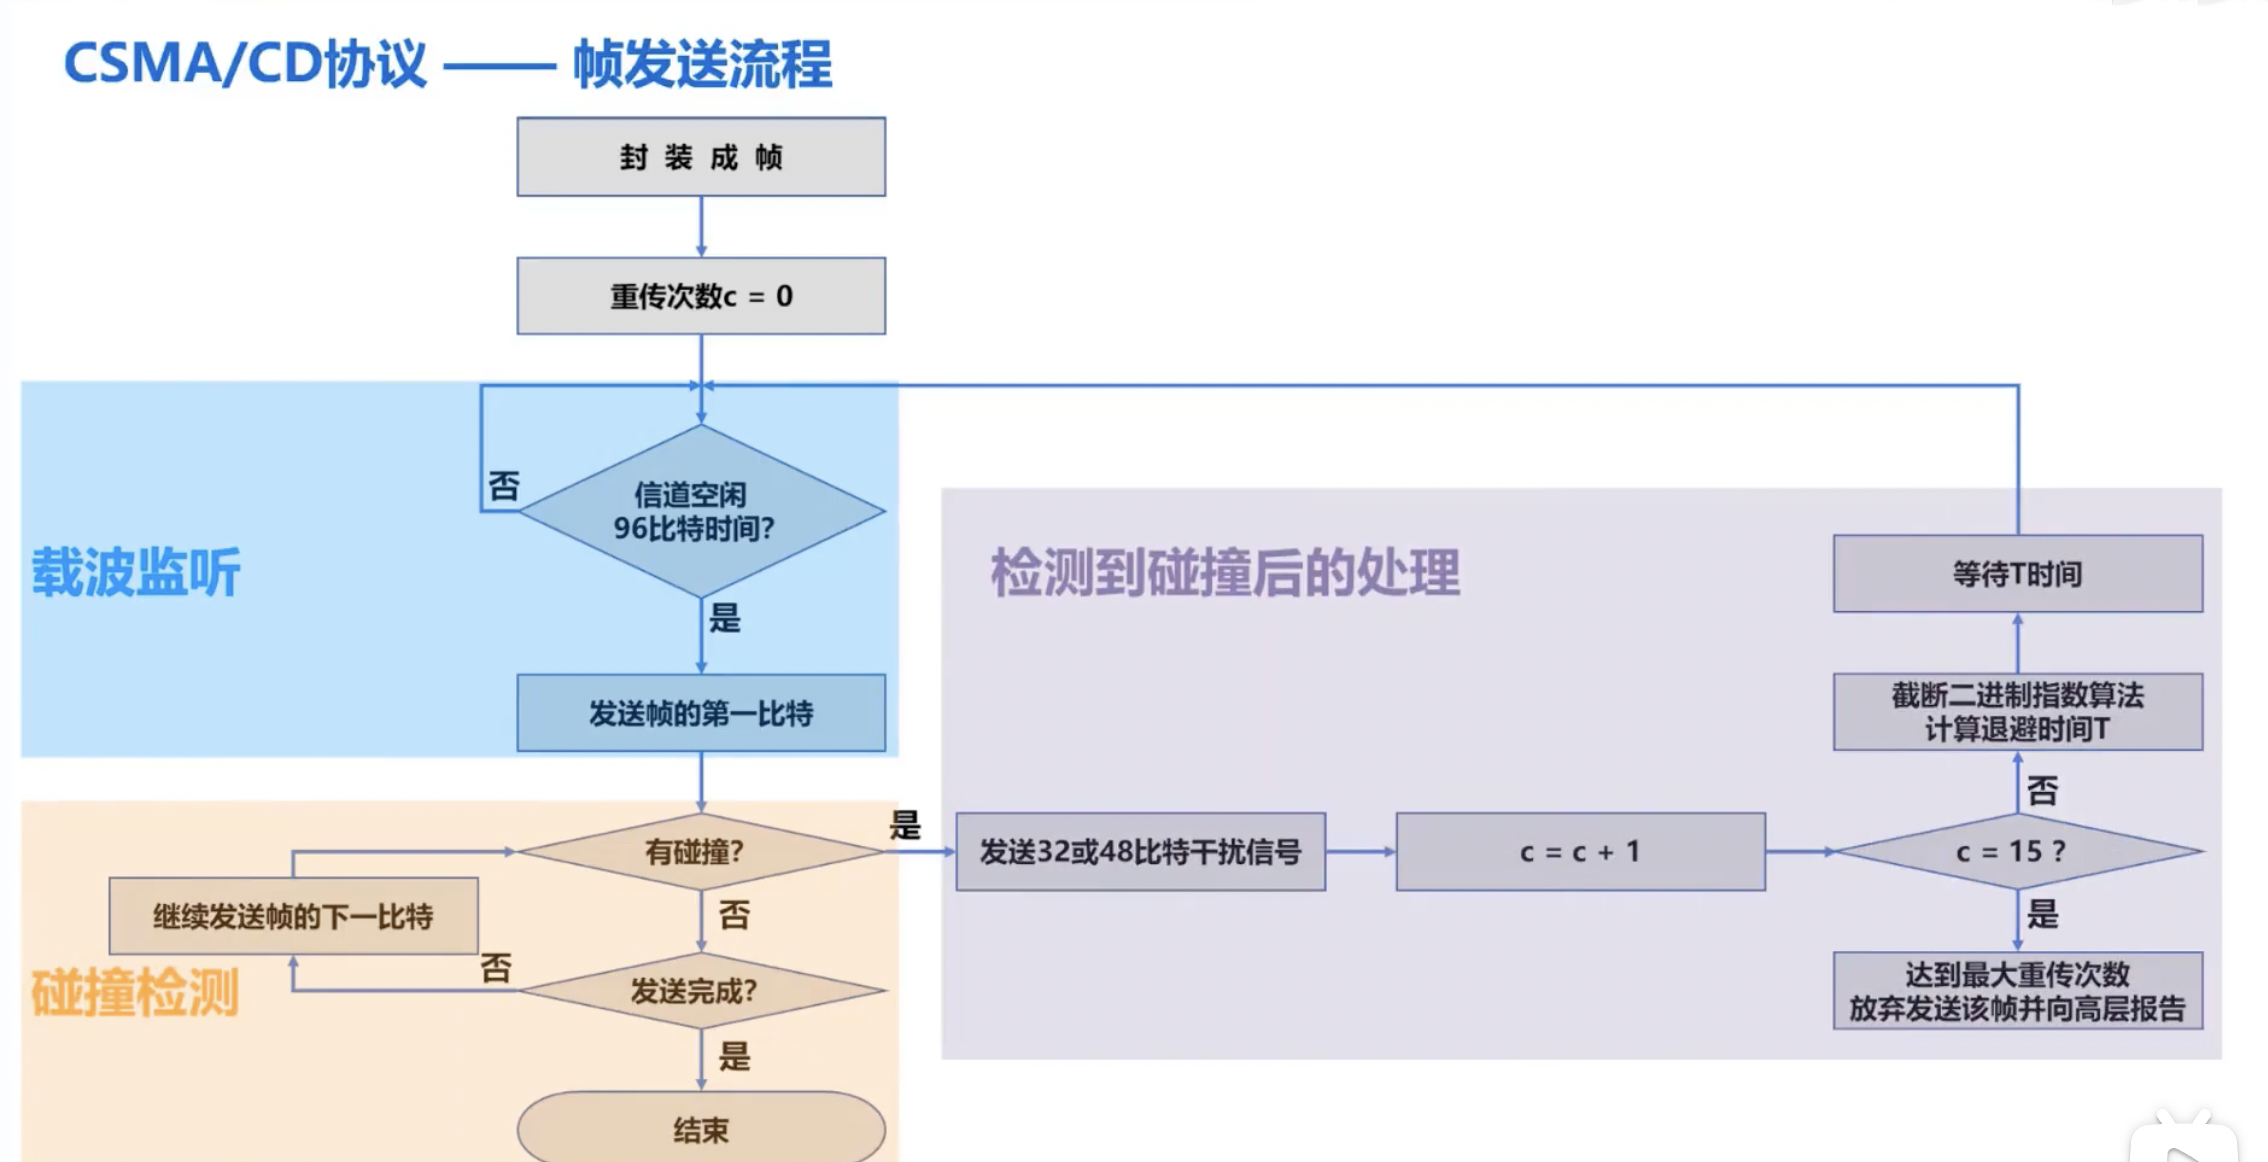 CSMA/CD协议 —— 帧发送流程
封 装 成 帧
重传次数c = 0
否
信道空闲
96比特时间?
载波监听
是
发送帧的第一比特
有碰撞?
是
继续发送帧的下一比特
否
碰撞检测
否
发送完成?
是
结束
检测到碰撞后的处理
发送32或48比特干扰信号
c = c + 1
c = 15 ?
否
截断二进制指数算法
计算退避时间T
等待T时间
是
达到最大重传次数
放弃发送该帧并向高层报告